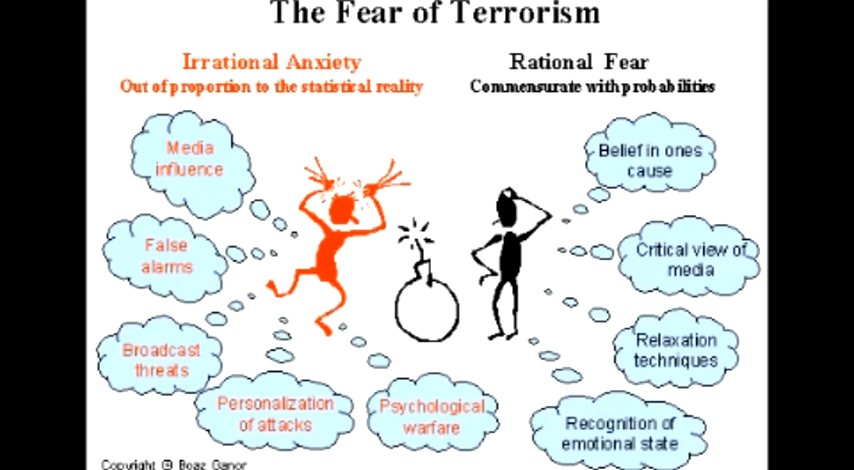 The Fear of Terrorism
Irrational Anxiety
Out of proportion to the statistical reality
Rational Fear
Commensurate with probabilities
Media
influence
False
alarms
Broadcast
threats
Personalization
of attacks
Psychological
warfare
Belief in ones
cause
Critical view of
media
Relaxation
techniques
Recognition of
emotional state
Copyright © Boaz Ganor